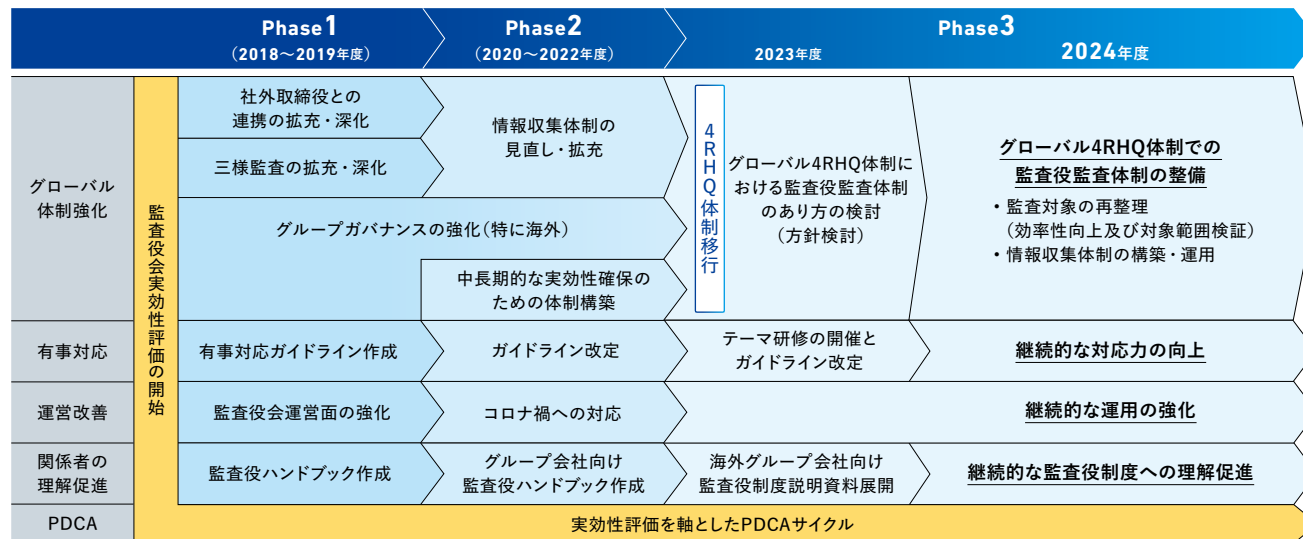 Phase1
(2018〜2019年度)
Phase2
(2020〜2022年度)
Phase3
2023年度
2024年度
グローバル
体制強化
監査役会実効性評価の開始
社外取締役との
連携の拡充・深化
三様監査の拡充・深化
情報収集体制の
見直し・拡充
グループガバナンスの強化(特に海外)
中長期的な実効性確保の
ための体制構築
4RHQ体制移行
グローバル4RHQ体制に
おける監査役監査体制
のあり方の検討
(方針検討)
グローバル4RHQ体制での
監査役監査体制の整備
・監査対象の再整理
(効率性向上及び対象範囲検証)
・情報収集体制の構築・運用
有事対応
有事対応ガイドライン作成
ガイドライン改定
テーマ研修の開催と
ガイドライン改定
継続的な対応力の向上
運営改善
監査役会運営面の強化
コロナ禍への対応
継続的な運用の強化
関係者の
理解促進
監査役ハンドブック作成
グループ会社向け
監査役ハンドブック作成
海外グループ会社向け
監査役制度説明資料展開
継続的な監査役制度への理解促進
PDCA
実効性評価を軸としたPDCAサイクル